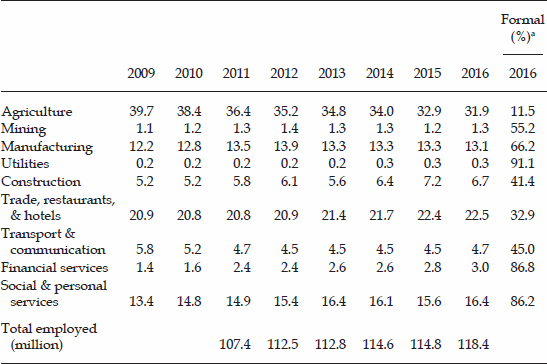 Formal
(%)ᵃ
2009 2010 2011 2012 2013 2014 2015 2016 2016
Agriculture 39.7 38.4 36.4 35.2 34.8 34.0 32.9 31.9 11.5
Mining 1.1 1.2 1.3 1.4 1.3 1.3 1.2 1.3 55.2
Manufacturing 12.2 12.8 13.5 13.9 13.3 13.3 13.3 13.1 66.2
Utilities 0.2 0.2 0.2 0.2 0.2 0.3 0.3 0.3 91.1
Construction 5.2 5.2 5.8 6.1 5.6 6.4 7.2 6.7 41.4
Trade, restaurants,
& hotels 20.9 20.8 20.8 20.9 21.4 21.7 22.4 22.5 32.9
Transport &
communication 5.8 5.2 4.7 4.5 4.5 4.5 4.5 4.7 45.0
Financial services 1.4 1.6 2.4 2.4 2.6 2.6 2.8 3.0 86.8
Social & personal
services 13.4 14.8 14.9 15.4 16.4 16.1 15.6 16.4 86.2
Total employed
(million) 107.4 112.5 112.8 114.6 114.8 118.4